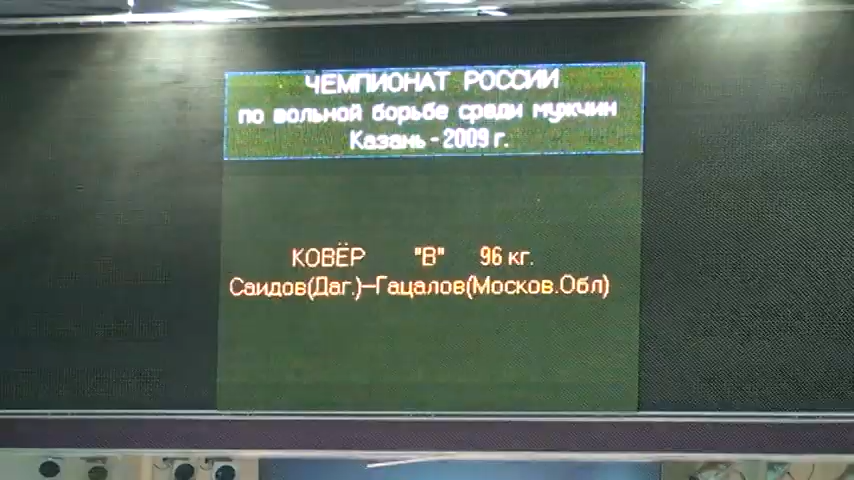 ЧЕМПИОНАТ РОССИИ
по вольной борьбе среди мужчин
Казань - 2009 г.
КОВЁР "В" 96 кг.
Саидов(Даг.)-Гацалов(Москов.Обл)